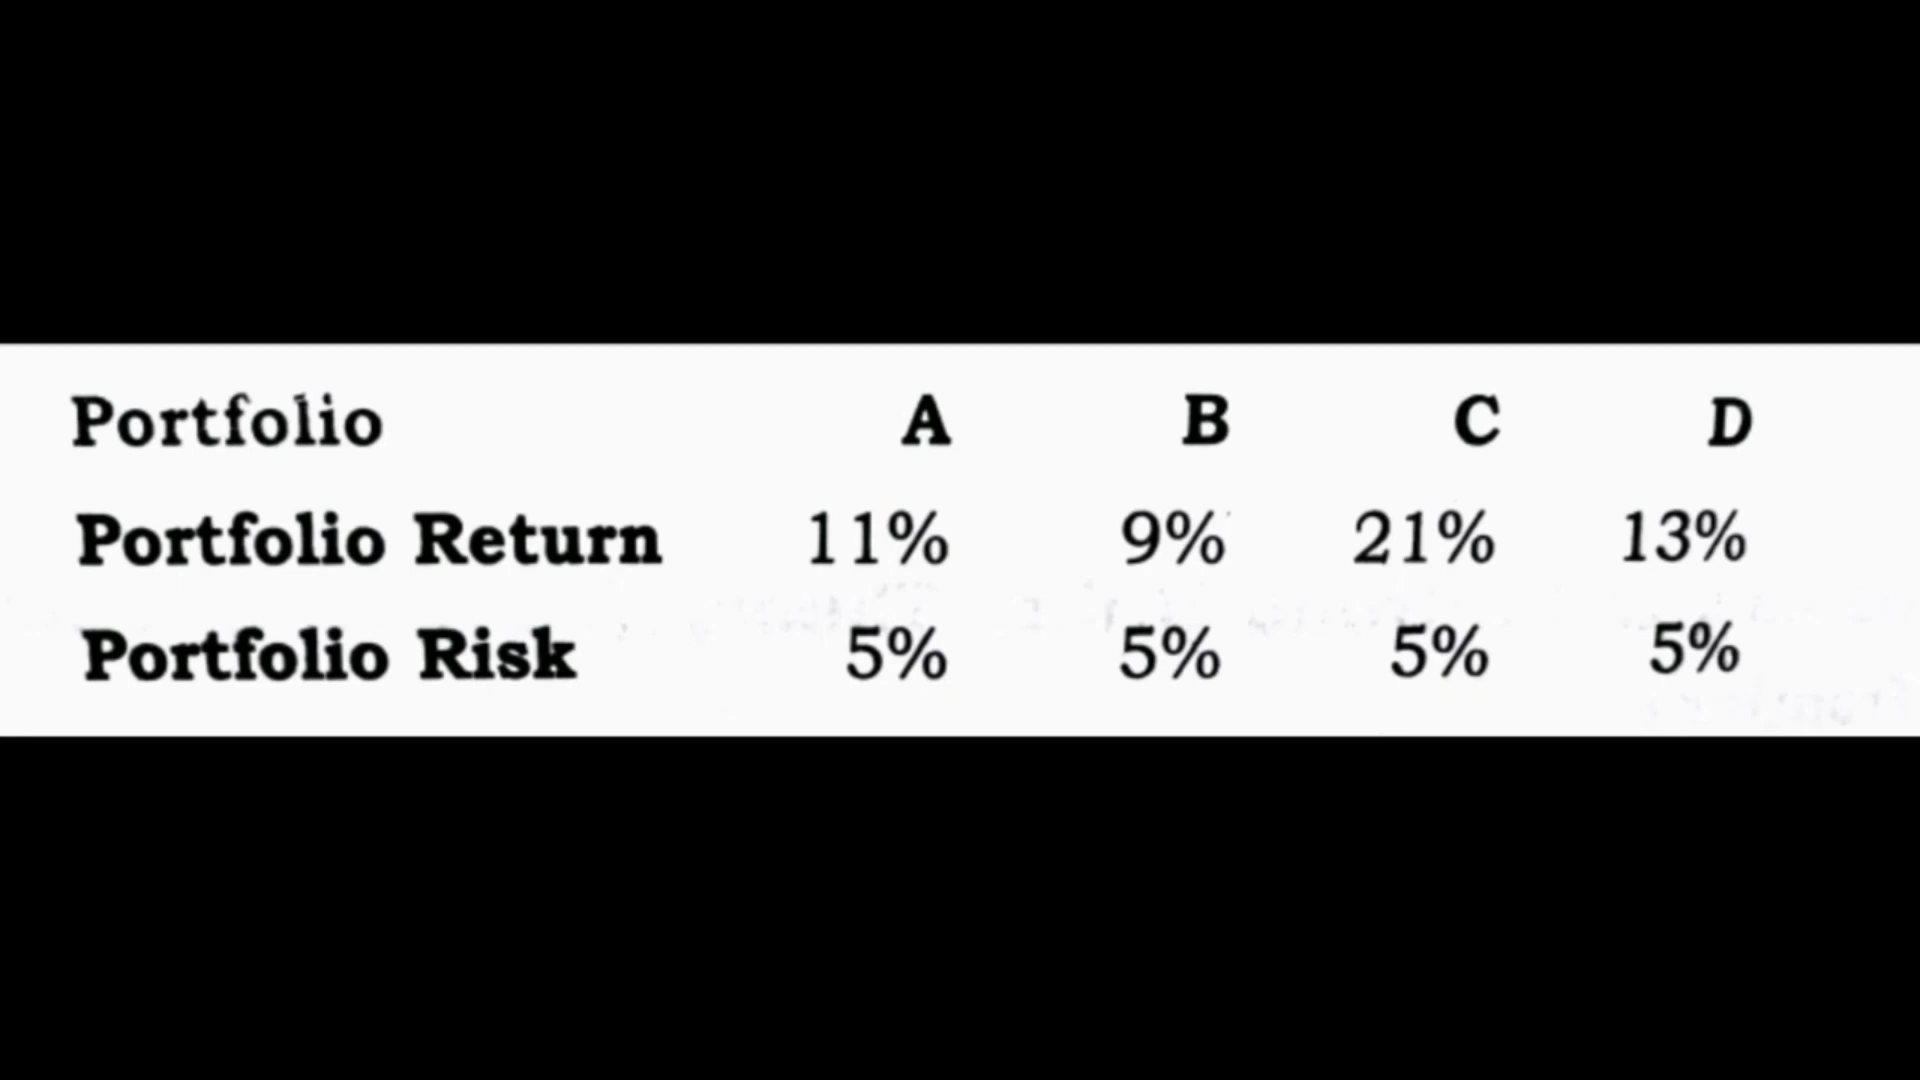 Portfolio A B C D
Portfolio Return 11% 9% 21% 13%
Portfolio Risk 5% 5% 5% 5%